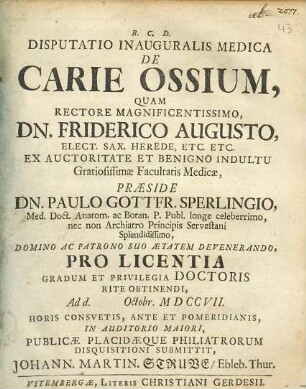 R. C. D.
DISPUTATIO INAUGURALIS MEDICA
DE
CARIE OSSIUM,
QUAM
RECTORE MAGNIFICENTISSIMO,
DN. FRIDERICO AUGUSTO,
ELECT. SAX. HEREDE, ETC. ETC.
EX AUCTORITATE ET BENIGNO INDULTU
Gratiosissimæ Facultatis Medicæ,
PRÆSIDE
DN. PAULO GOTTFR. SPERLINGIO,
Med. Doct. Anatom. ac Botan. P. Publ. longe celeberrimo,
nec non Archiatro Principis Servestani
Splendidissimo,
DOMINO AC PATRONO SUO ÆTATEM DEVENERANDO,
PRO LICENTIA
GRADUM ET PRIVILEGIA DOCTORIS
RITE OBTINENDI,
Ad d. Octobr. M DCCVII.
HORIS CONSVETIS, ANTE ET POMERIDIANIS,
IN AUDITORIO MAIORI,
PUBLICÆ PLACIDÆQUE PHILIATRORUM
DISQUISITIONI SUBMITTIT,
JOHANN. MARTIN. STRUVE/ Ebleb. Thur.
VITEMBERGÆ, LITERIS CHRISTIANI GERDESII.